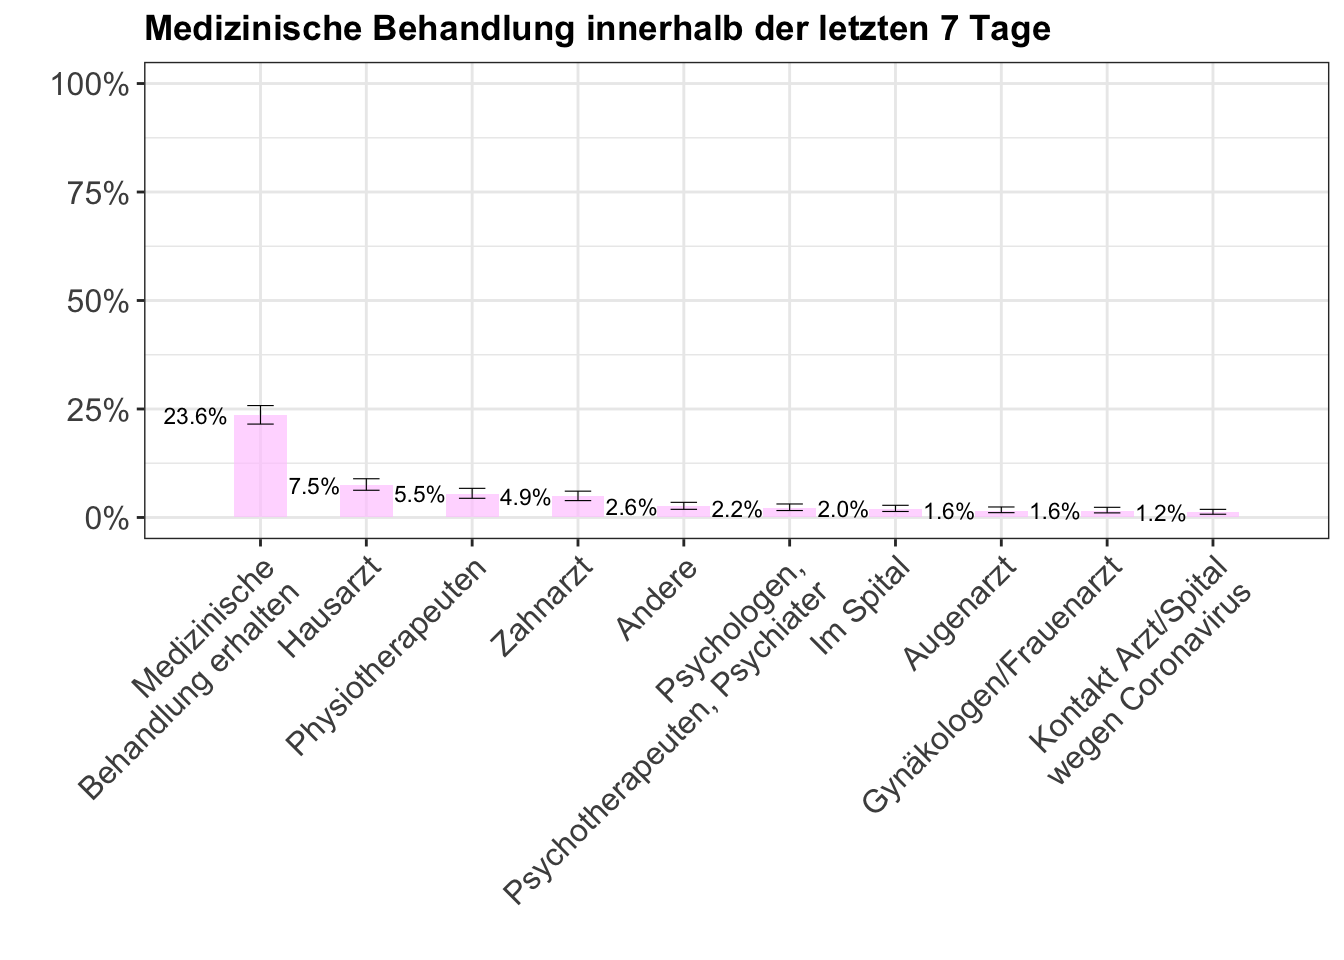 Medizinische Behandlung innerhalb der letzten 7 Tage
100%
75%
50%
25%
0%
23.6%
7.5%
5.5%
4.9%
2.6%
2.2%
2.0%
1.6%
1.6%
1.2%
Medizinische
Behandlung erhalten
Hausarzt
Physiotherapeuten
Zahnarzt
Andere
Psychologen,
Psychotherapeuten, Psychiater
Im Spital
Augenarzt
Gynäkologen/Frauenarzt
Kontakt Arzt/Spital
wegen Coronavirus